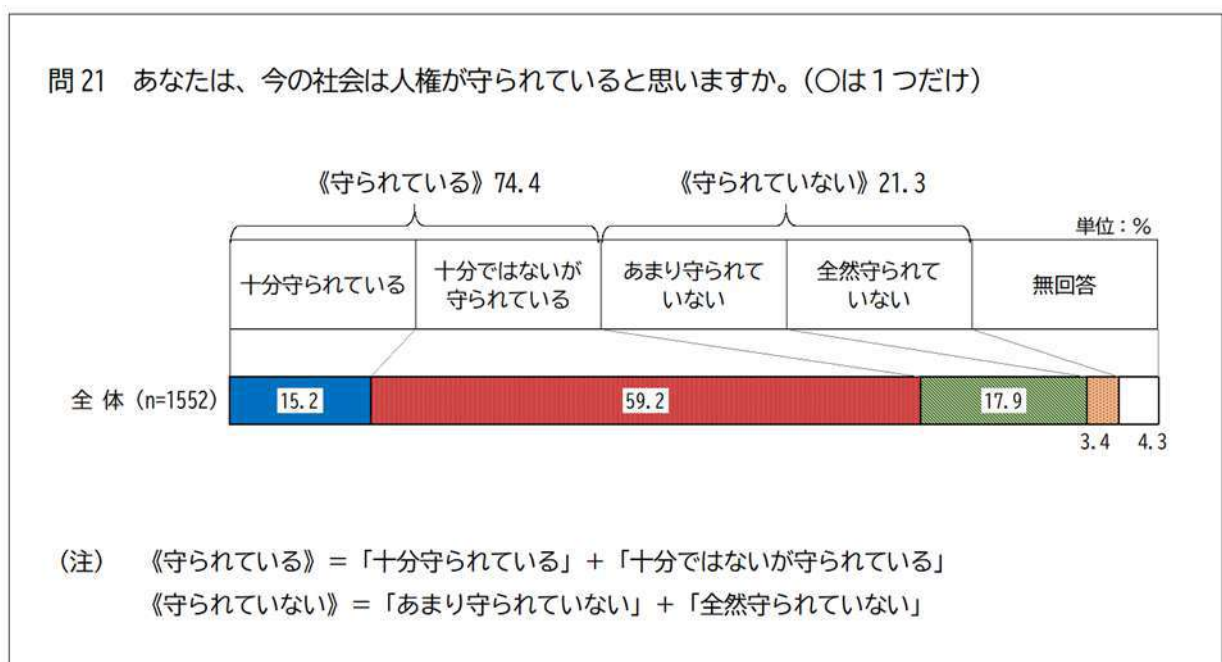 問21 あなたは、今の社会は人権が守られていると思いますか。（○は１つだけ）
《守られている》74.4 《守られていない》21.3
単位：%
十分守られている
十分ではないが
守られている
あまり守られて
いない
全然守られて
いない
無回答
全 体 (n=1552)
15.2
59.2
17.9
3.4
4.3
（注） 《守られている》＝「十分守られている」＋「十分ではないが守られている」
《守られていない》＝「あまり守られていない」＋「全然守られていない」